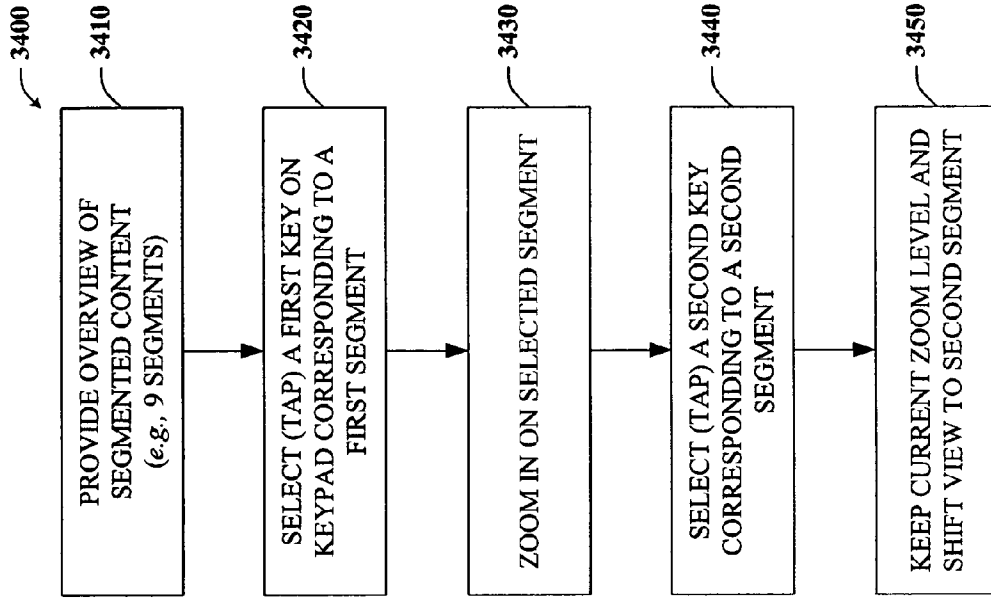 3400
3410
PROVIDE OVERVIEW OF
SEGMENTED CONTENT
(e.g., 9 SEGMENTS)
3420
SELECT (TAP) A FIRST KEY ON
KEYPAD CORRESPONDING TO A
FIRST SEGMENT
3430
ZOOM IN ON SELECTED SEGMENT
3440
SELECT (TAP) A SECOND KEY
CORRESPONDING TO A SECOND
SEGMENT
3450
KEEP CURRENT ZOOM LEVEL AND
SHIFT VIEW TO SECOND SEGMENT